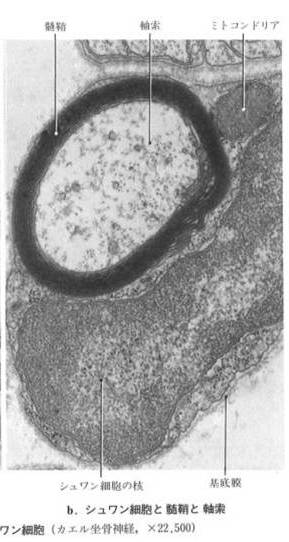 髄鞘 軸索 ミトコンドリア
シュワン細胞の核 基底膜
b. シュワン細胞と髄鞘と軸索
ワン細胞（カエル坐骨神経，×22,500）